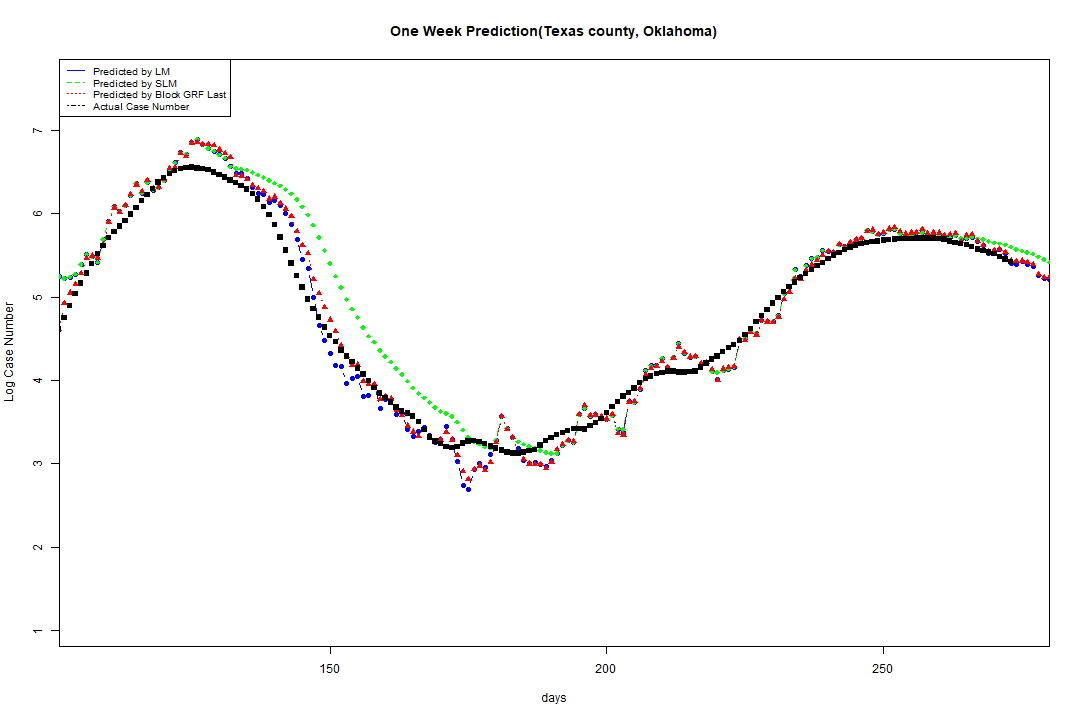 One Week Prediction(Texas county, Oklahoma)
Predicted by LM
Predicted by SLM
Predicted by Block GRF Last
Actual Case Number
7
6
5
4
3
2
1
Log Case Number
150 200 250
days